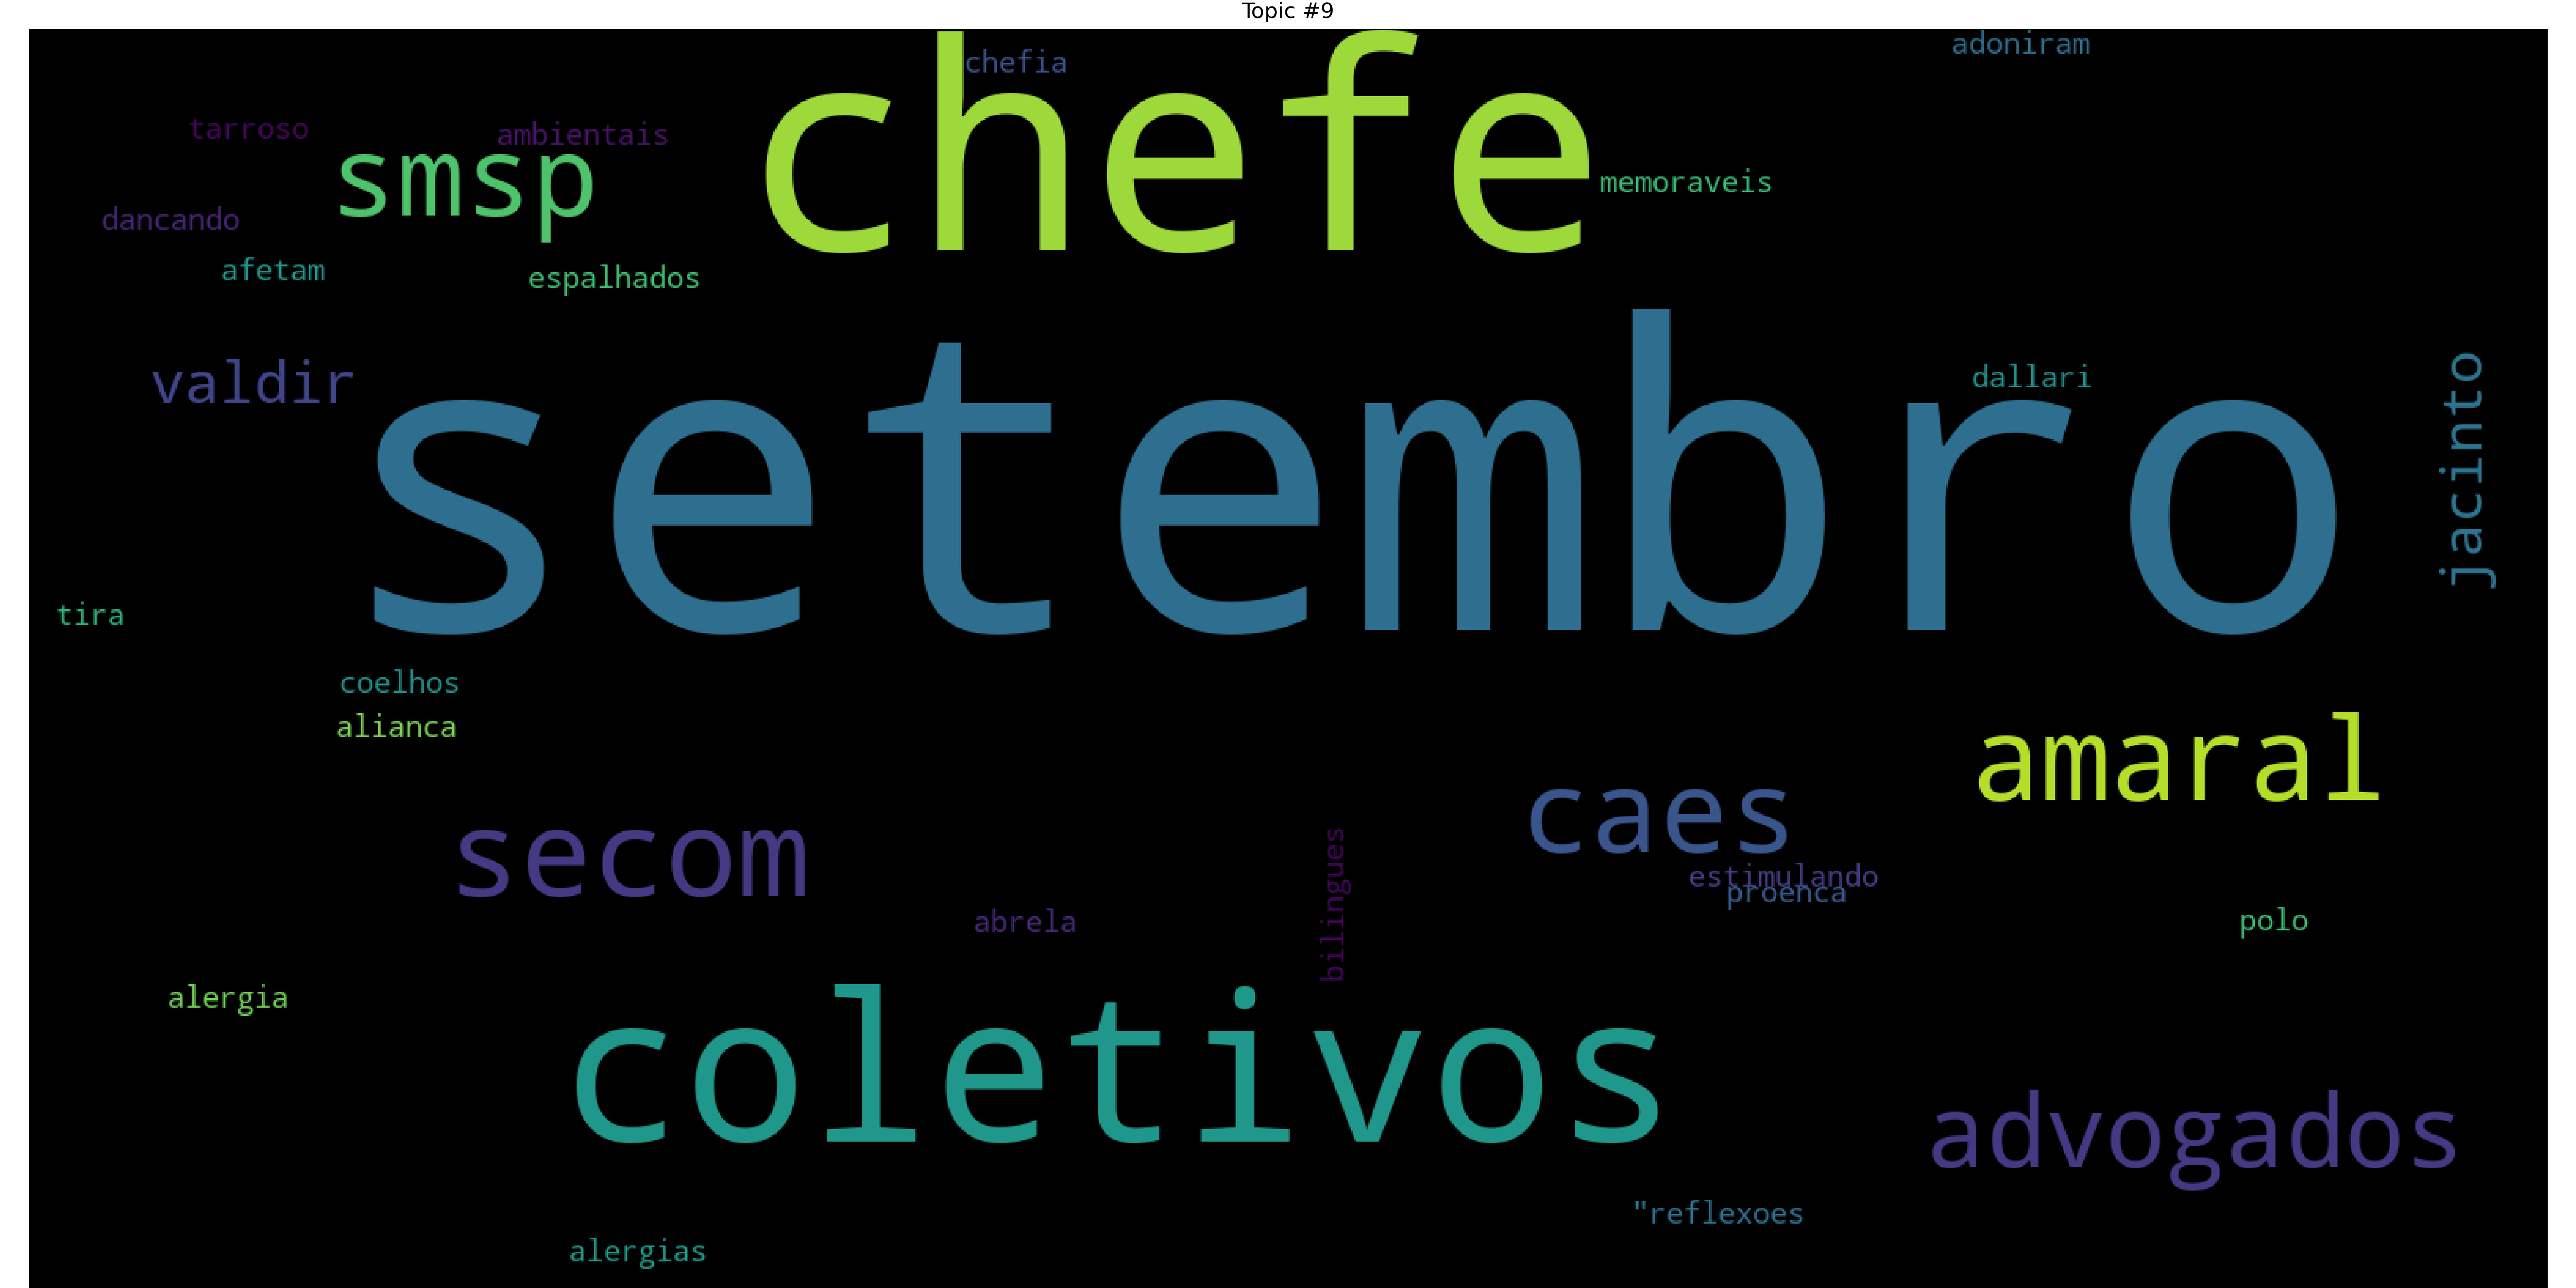 Topic #9
adoniram
chefia
chefe
tarroso
ambientais
smsp
memoraveis
dancando
afetam
espalhados
valdir
setembro
dallari
jacinto
tira
coelhos
alianca
amaral
caes
secom
estimulando
proenca
bilingues
abrela
polo
alergia
coletivos
advogados
"reflexoes
alergias